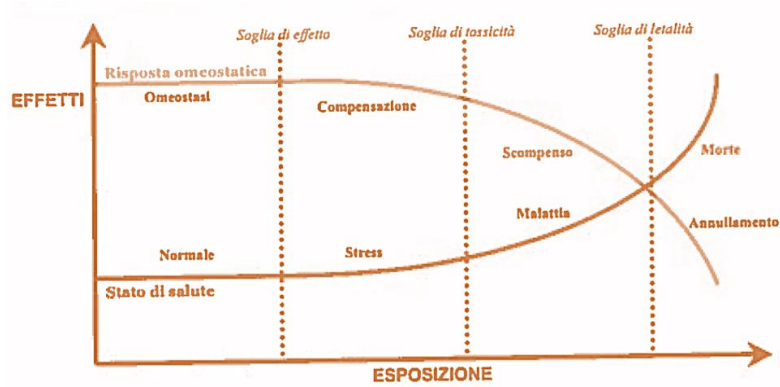 Soglia di effetto
Soglia di tossicità
Soglia di letalità
Risposta omeostatica
EFFETTI
Omeostasi
Compensazione
Scompenso
Morte
Malattia
Annullamento
Normale
Stress
Stato di salute
ESPOSIZIONE